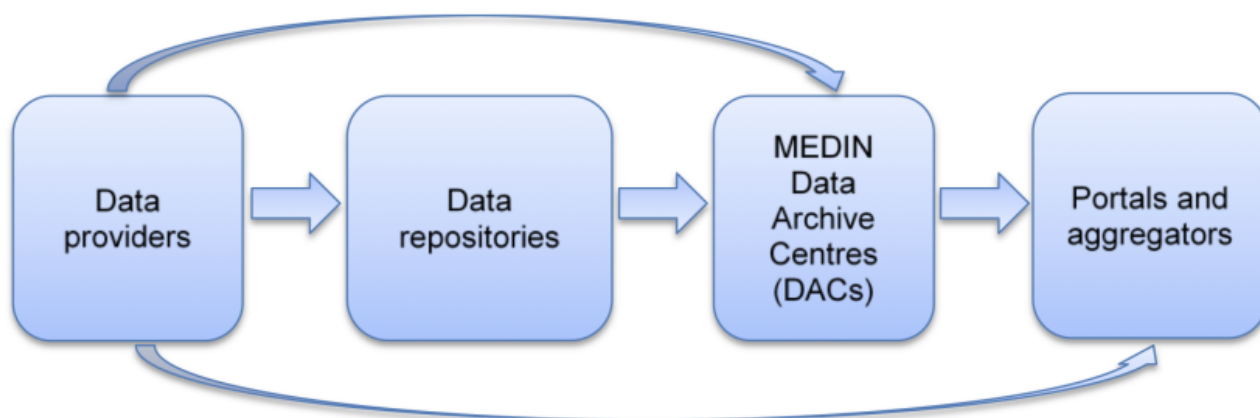 Data
providers
Data
repositories
MEDIN
Data
Archive
Centres
(DACs)
Portals and
aggregators